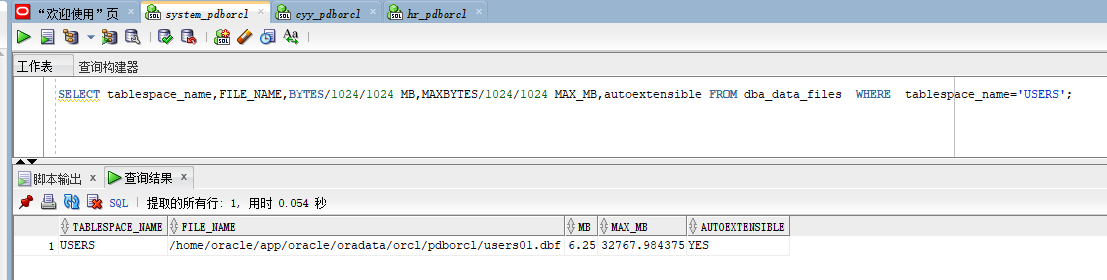 “欢迎使用”页 system_pdborcl cyy_pdborcl hr_pdborcl
工作表 查询构建器
SELECT tablespace_name,FILE_NAME,BYTES/1024/1024 MB,MAXBYTES/1024/1024 MAX_MB,autoextensible FROM dba_data_files WHERE tablespace_name='USERS';
脚本输出 x 查询结果 x
SQL | 提取的所有行: 1, 用时 0.054 秒
TABLESPACE_NAME FILE_NAME MB MAX_MB AUTOEXTENSIBLE
1 USERS /home/oracle/app/oracle/oradata/orcl/pdborcl/users01.dbf 6.25 32767.984375 YES